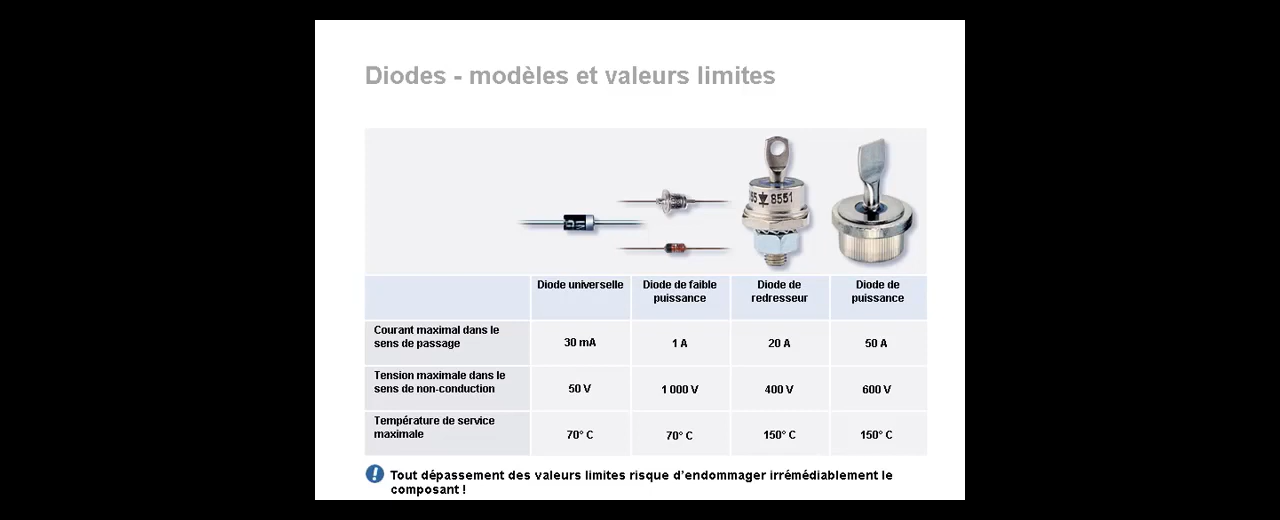 Diodes - modèles et valeurs limites
8551
Diode universelle
Diode de faible
puissance
Diode de
redresseur
Diode de
puissance
Courant maximal dans le
sens de passage
30 mA
1 A
20 A
50 A
Tension maximale dans le
sens de non-conduction
50 V
1 000 V
400 V
600 V
Température de service
maximale
70° C
70° C
150° C
150° C
Tout dépassement des valeurs limites risque d’endommager irrémédiablement le
composant !